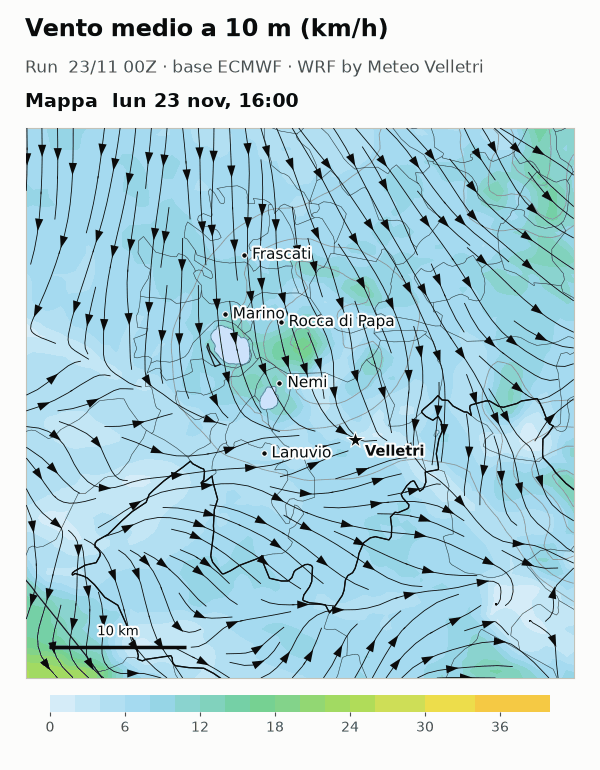 Vento medio a 10 m (km/h)
Run  23/11 00Z · base ECMWF · WRF by Meteo Velletri
Mappa  lun 23 nov, 16:00
Frascati
Marino
Rocca di Papa
Nemi
Lanuvio
Velletri
10 km
0 6 12 18 24 30 36